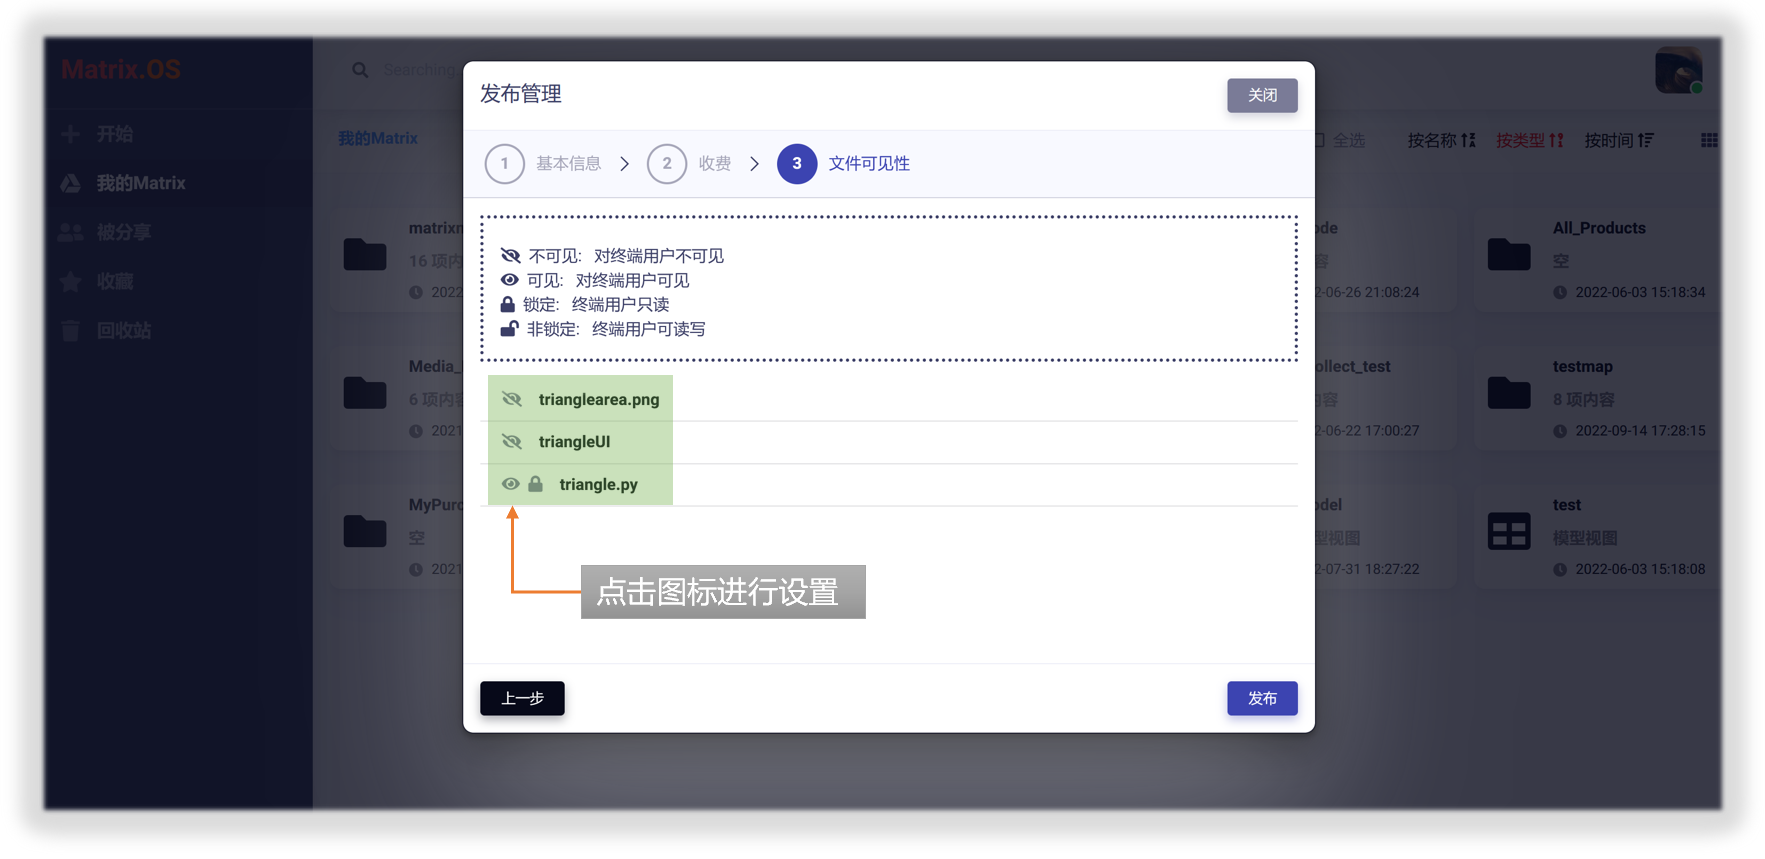 Matrix.OS
Searching
开始
我的Matrix
被分享
收藏
回收站
我的Matrix
全选
按名称
按类型
按时间
matrixn
16 项内
2022
Media_
6 项内容
2021
MyPurc
空
2021
ode
容
2-06-26 21:08:24
All_Products
空
2022-06-03 15:18:34
ollect_test
内容
2-06-22 17:00:27
testmap
8 项内容
2022-09-14 17:28:15
odel
型视图
2-07-31 18:27:22
test
模型视图
2022-06-03 15:18:08
发布管理
关闭
1 基本信息 2 收费 3 文件可见性
不可见: 对终端用户不可见
可见: 对终端用户可见
锁定: 终端用户只读
非锁定: 终端用户可读写
trianglearea.png
triangleUI
triangle.py
点击图标进行设置
上一步
发布